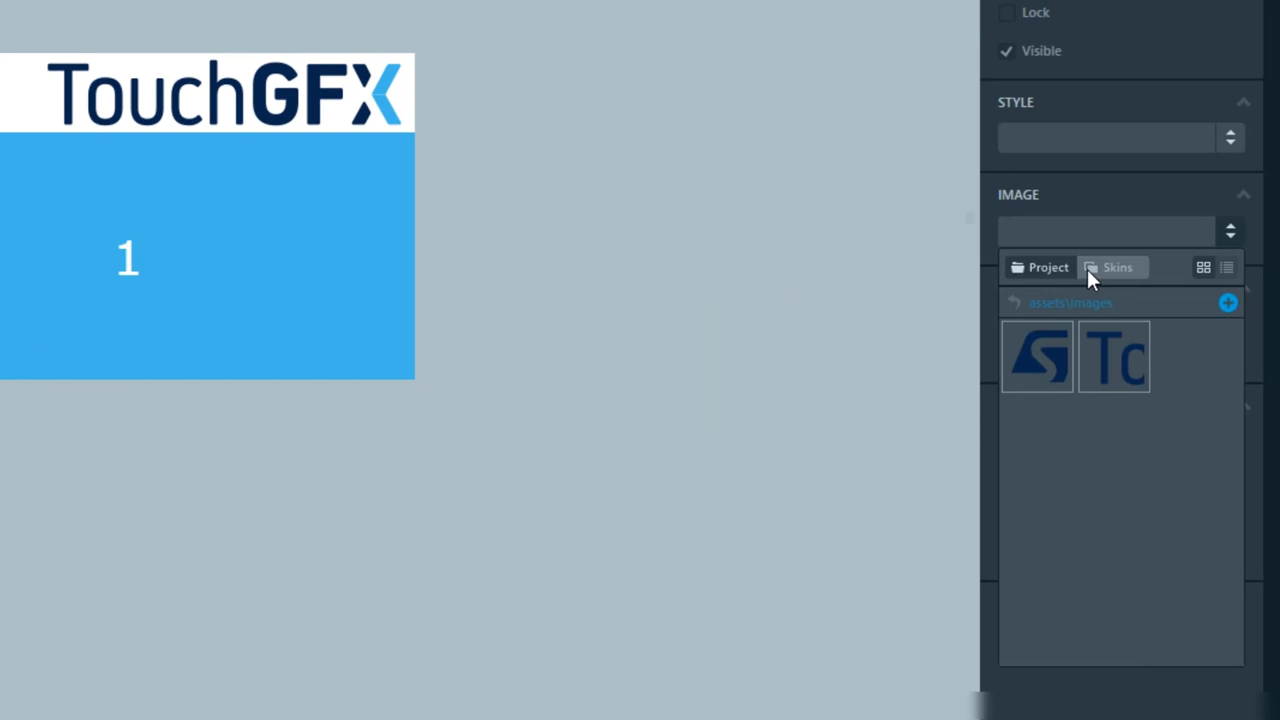 Lock
Visible
TouchGFX
STYLE
IMAGE
1
Project Skins
assets\images
Tc